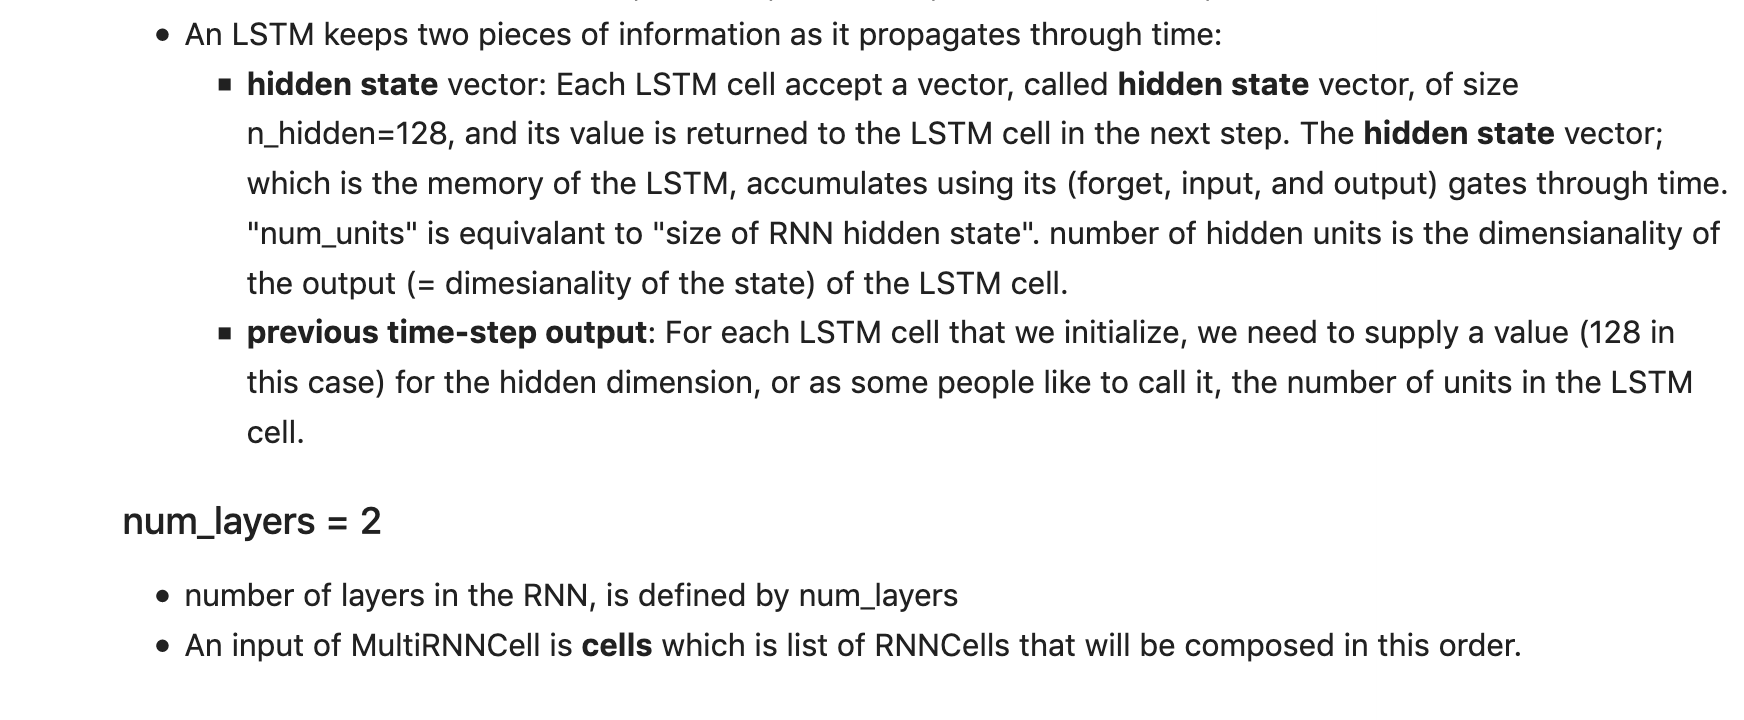 • An LSTM keeps two pieces of information as it propagates through time:
▪ hidden state vector: Each LSTM cell accept a vector, called hidden state vector, of size
n_hidden=128, and its value is returned to the LSTM cell in the next step. The hidden state vector;
which is the memory of the LSTM, accumulates using its (forget, input, and output) gates through time.
"num_units" is equivalant to "size of RNN hidden state". number of hidden units is the dimensianality of
the output (= dimesianality of the state) of the LSTM cell.
▪ previous time-step output: For each LSTM cell that we initialize, we need to supply a value (128 in
this case) for the hidden dimension, or as some people like to call it, the number of units in the LSTM
cell.
num_layers = 2
• number of layers in the RNN, is defined by num_layers
• An input of MultiRNNCell is cells which is list of RNNCells that will be composed in this order.